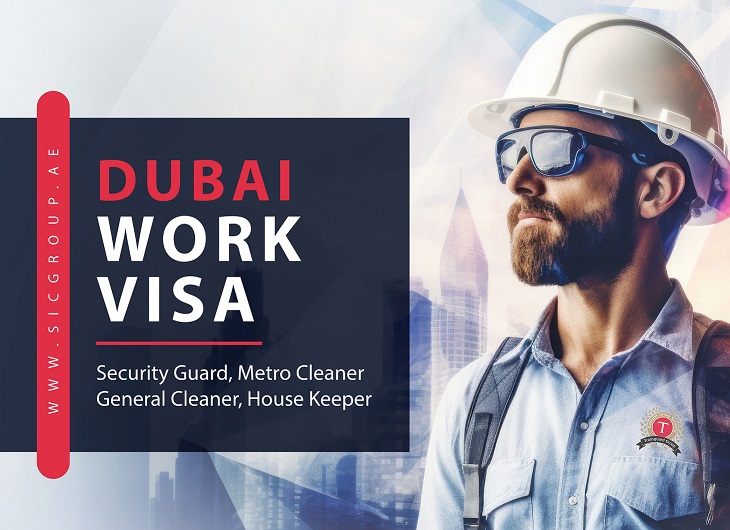 WWW.SICGROUP.AE
DUBAI
WORK
VISA
Security Guard, Metro Cleaner
General Cleaner, House Keeper
T